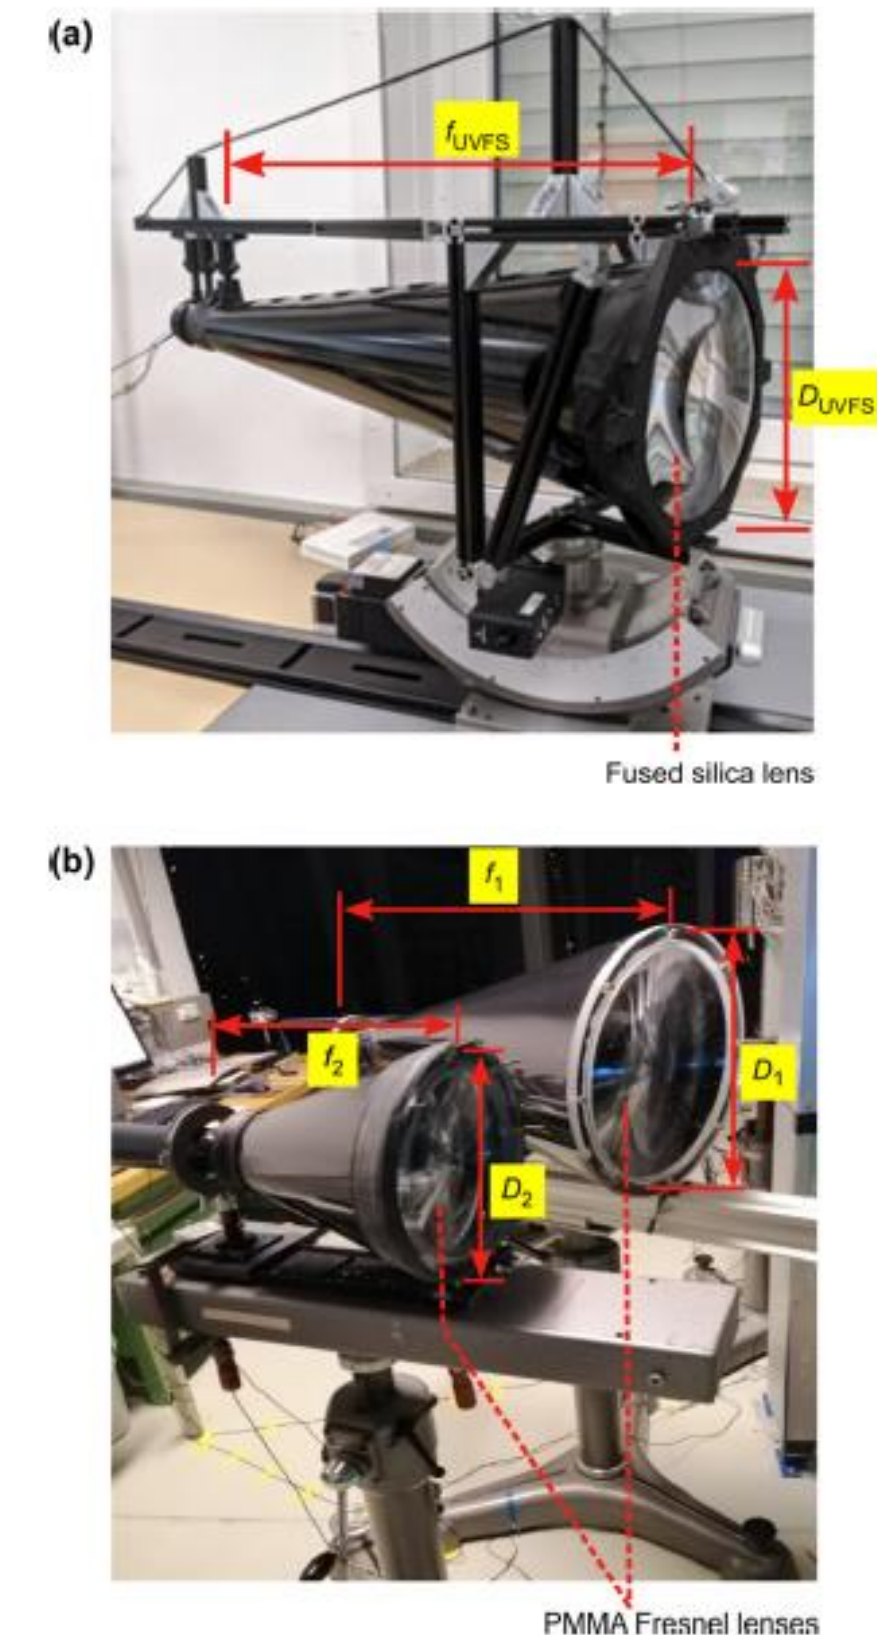 (a)
fUVFS
DUVFS
Fused silica lens
(b)
f1
f2
D1
D2
PMMA Fresnel lenses